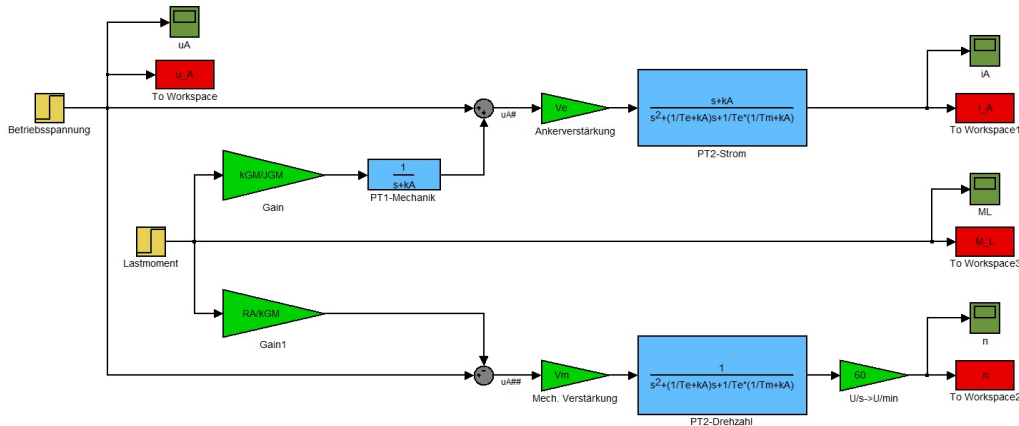 uA
u_A
To Workspace
Betriebsspannung
uA#
Ve
Ankerverstärkung
s+kA
s2+(1/Te+kA)s+1/Te*(1/Tm+kA)
PT2-Strom
iA
i_A
To Workspace1
kGM/JGM
Gain
1
s+kA
PT1-Mechanik
Lastmoment
ML
M_L
To Workspace3
RA/kGM
Gain1
uA##
Vm
Mech. Verstärkung
1
s2+(1/Te+kA)s+1/Te*(1/Tm+kA)
PT2-Drehzahl
60
U/s->U/min
n
n
To Workspace2